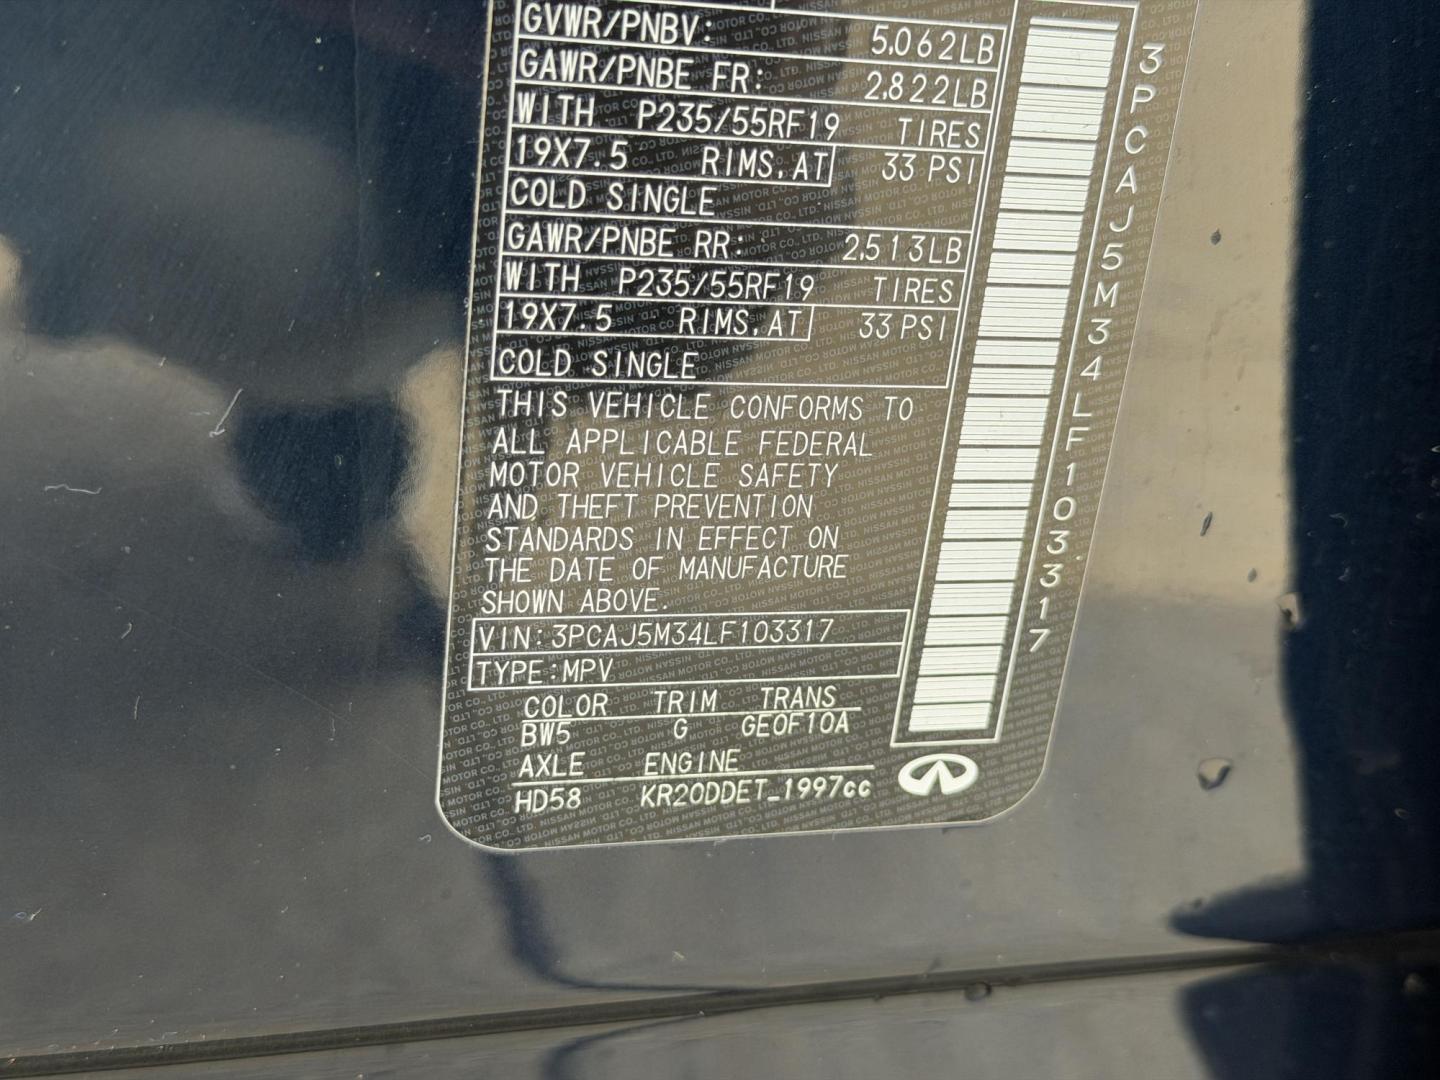 GVWR/PNBV: 5,062LB
GAWR/PNBE FR: 2,822LB
WITH P235/55RF19 TIRES
19X7.5 RIMS,AT 33 PSI
COLD SINGLE
GAWR/PNBE RR: 2,513LB
WITH P235/55RF19 TIRES
19X7.5 RIMS,AT 33 PSI
COLD SINGLE
THIS VEHICLE CONFORMS TO
ALL APPLICABLE FEDERAL
MOTOR VEHICLE SAFETY
AND THEFT PREVENTION
STANDARDS IN EFFECT ON
THE DATE OF MANUFACTURE
SHOWN ABOVE.
VIN:3PCAJ5M34LF103317
TYPE:MPV
COLOR TRIM TRANS
BW5 G GE0F10A
AXLE ENGINE
HD58 KR20DDET_1997cc
3PCAJ5M34LF103317